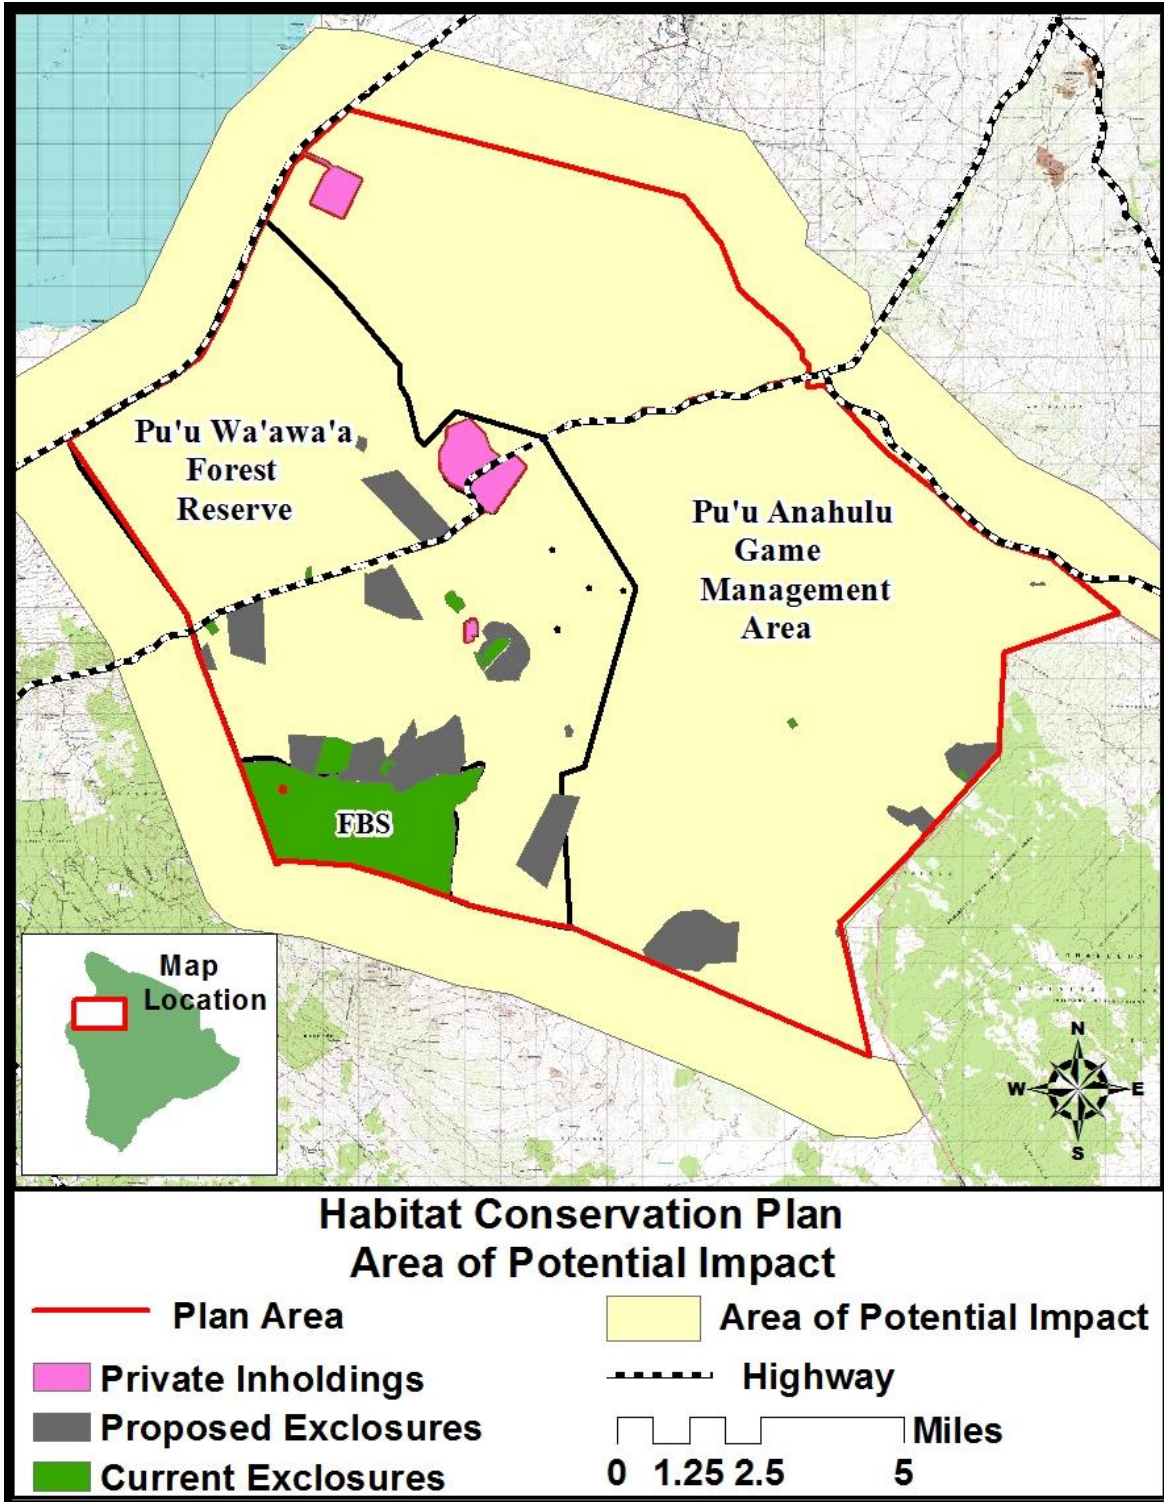 Pu'u Wa'awa'a
Forest
Reserve
Pu'u Anahulu
Game
Management
Area
FBS
Map
Location
N
W
E
S
Habitat Conservation Plan
Area of Potential Impact
Plan Area
Area of Potential Impact
Private Inholdings
Highway
Proposed Exclosures
Miles
Current Exclosures
0 1.25 2.5 5